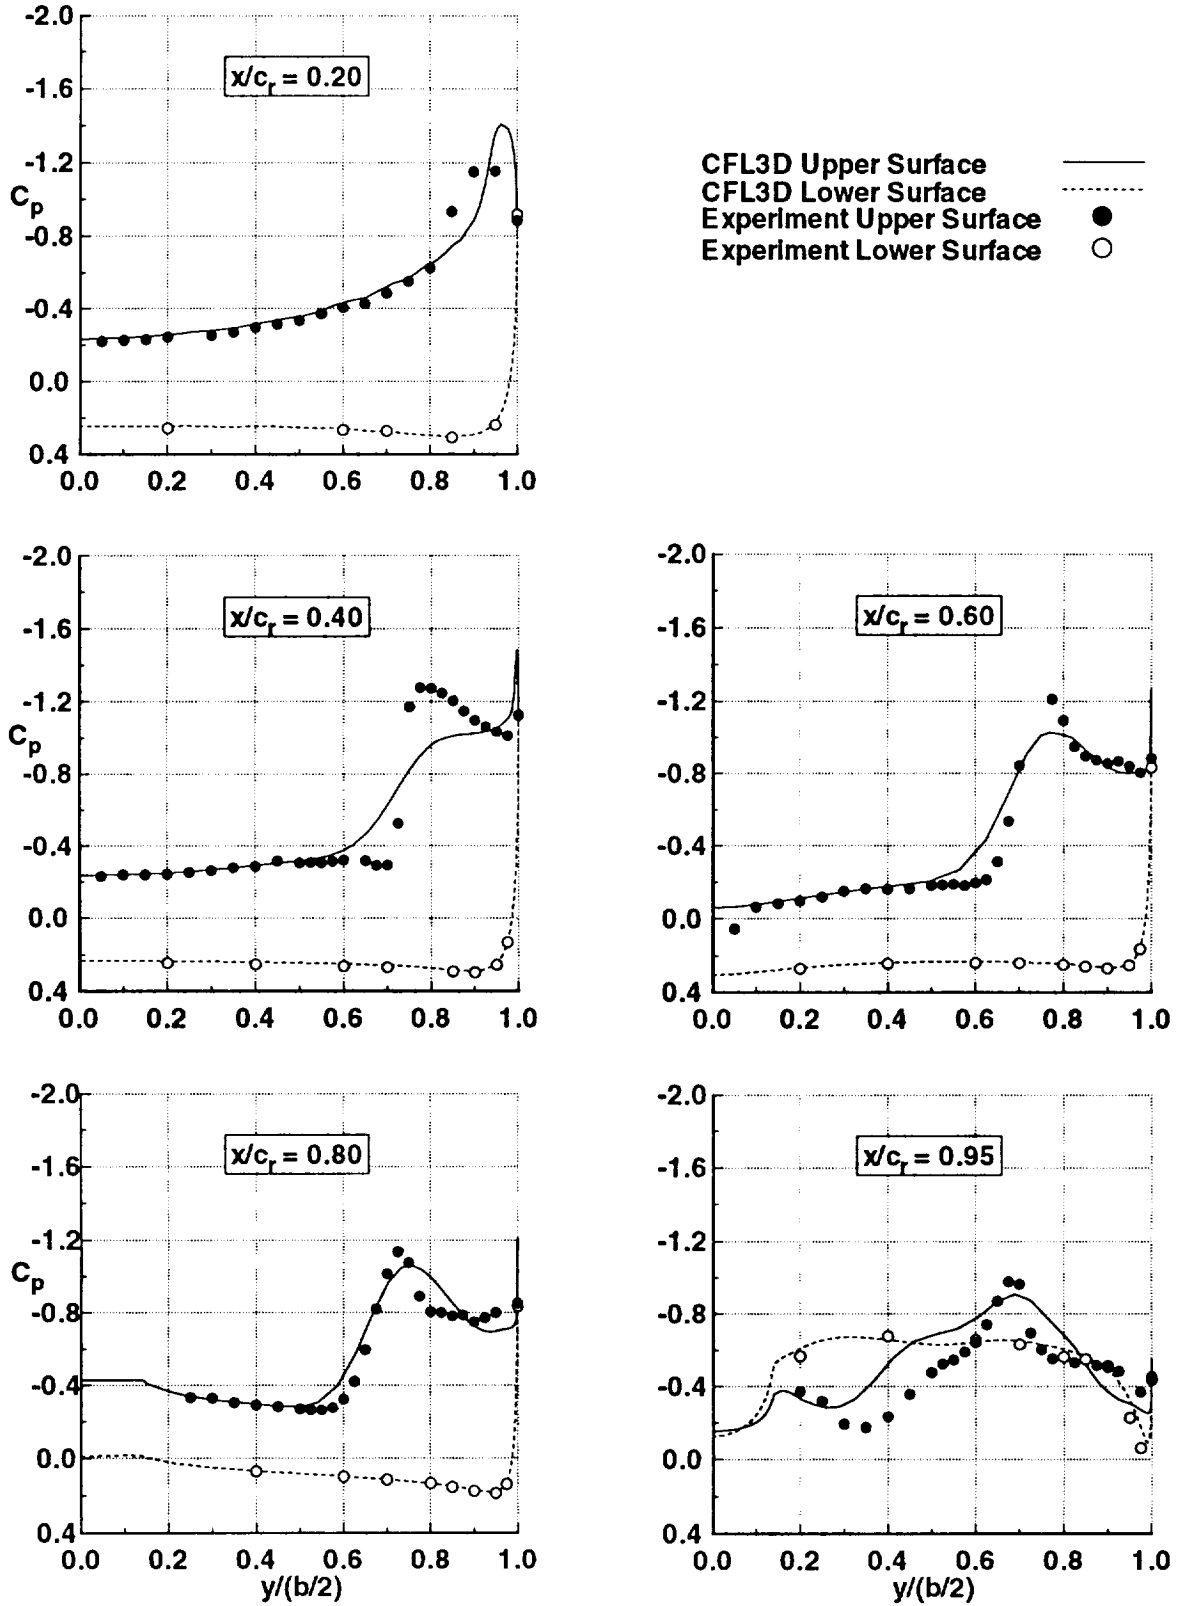 -2.0
-1.6
-1.2
-0.8
-0.4
0.0
0.4
Cp
x/cr = 0.20
0.0 0.2 0.4 0.6 0.8 1.0
CFL3D Upper Surface
CFL3D Lower Surface
Experiment Upper Surface
Experiment Lower Surface
-2.0
-1.6
-1.2
-0.8
-0.4
0.0
0.4
Cp
x/cr = 0.40
0.0 0.2 0.4 0.6 0.8 1.0
-2.0
-1.6
-1.2
-0.8
-0.4
0.0
0.4
x/cr = 0.60
0.0 0.2 0.4 0.6 0.8 1.0
-2.0
-1.6
-1.2
-0.8
-0.4
0.0
0.4
Cp
x/cr = 0.80
0.0 0.2 0.4 0.6 0.8 1.0
y/(b/2)
-2.0
-1.6
-1.2
-0.8
-0.4
0.0
0.4
x/cr = 0.95
0.0 0.2 0.4 0.6 0.8 1.0
y/(b/2)